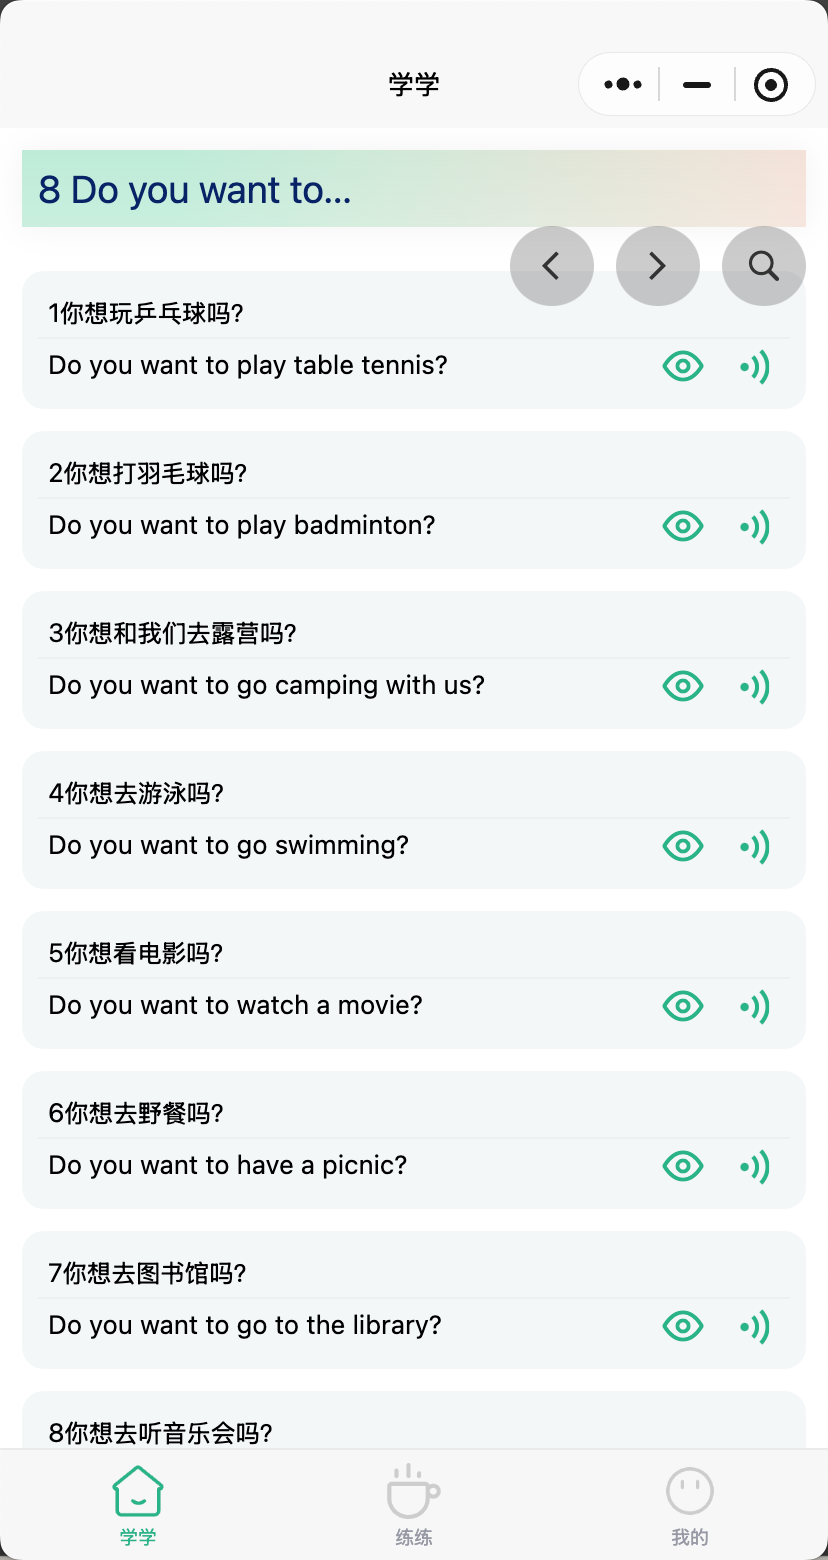 学学
8 Do you want to...
1你想玩乒乓球吗?
Do you want to play table tennis?
2你想打羽毛球吗?
Do you want to play badminton?
3你想和我们去露营吗?
Do you want to go camping with us?
4你想去游泳吗?
Do you want to go swimming?
5你想看电影吗?
Do you want to watch a movie?
6你想去野餐吗?
Do you want to have a picnic?
7你想去图书馆吗?
Do you want to go to the library?
8你想去听音乐会吗?
学学
练练
我的